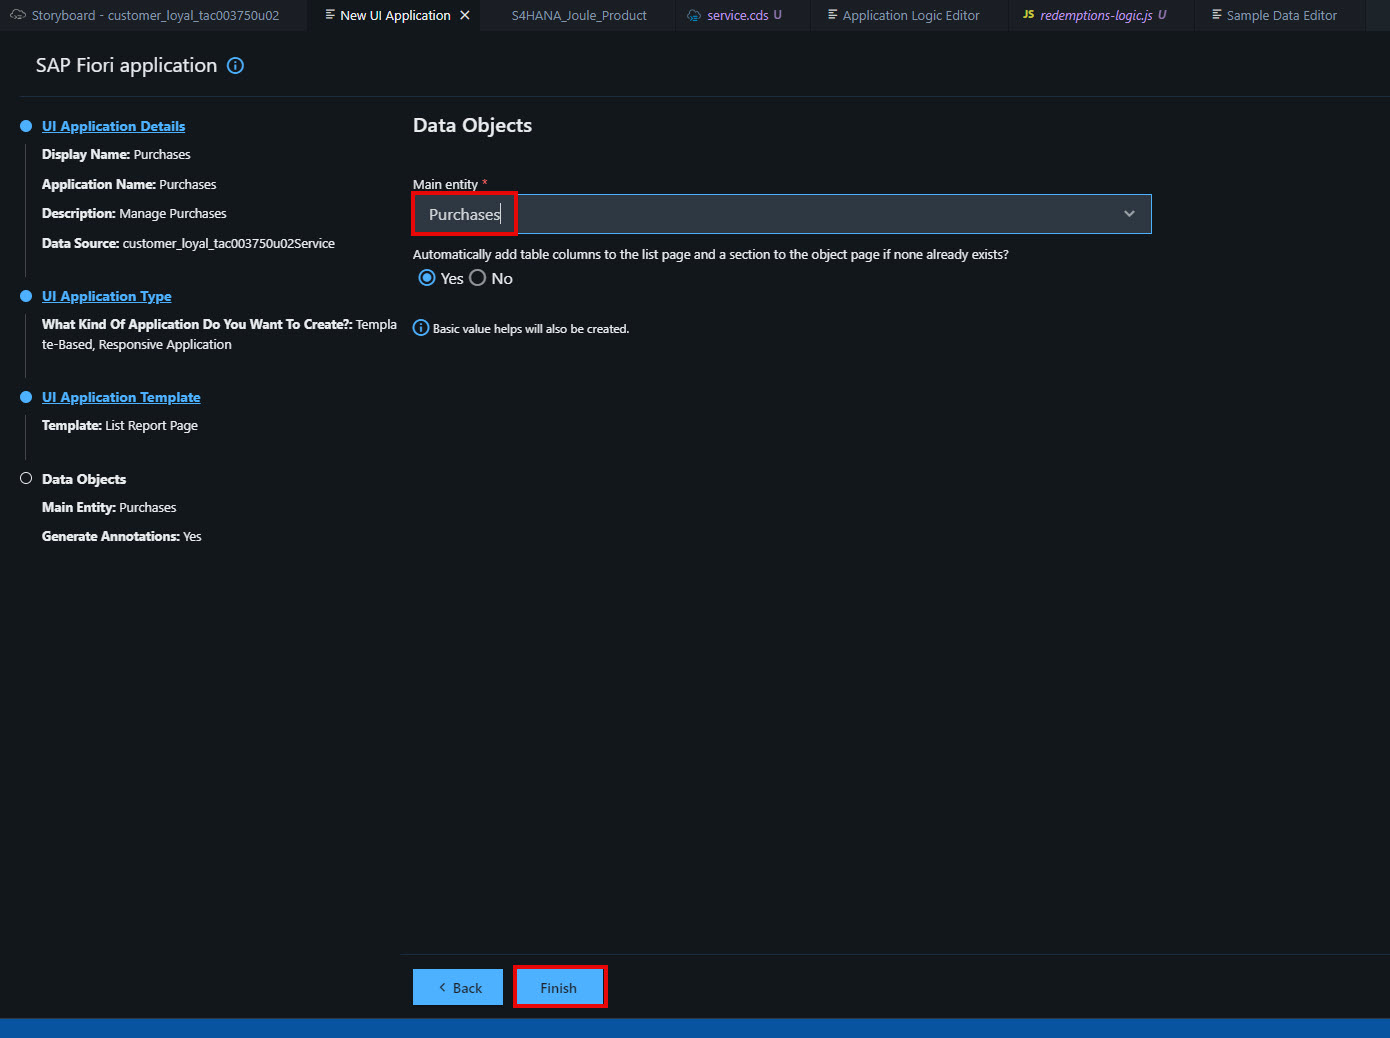 Storyboard - customer_loyal_tac003750u02
New UI Application
S4HANA_Joule_Product
service.cds U
Application Logic Editor
JS redemptions-logic.js U
Sample Data Editor
SAP Fiori application
UI Application Details
Display Name: Purchases
Application Name: Purchases
Description: Manage Purchases
Data Source: customer_loyal_tac003750u02Service
UI Application Type
What Kind Of Application Do You Want To Create?: Templa
te-Based, Responsive Application
UI Application Template
Template: List Report Page
Data Objects
Main Entity: Purchases
Generate Annotations: Yes
Data Objects
Main entity *
Purchases
Automatically add table columns to the list page and a section to the object page if none already exists?
Yes No
Basic value helps will also be created.
Back
Finish